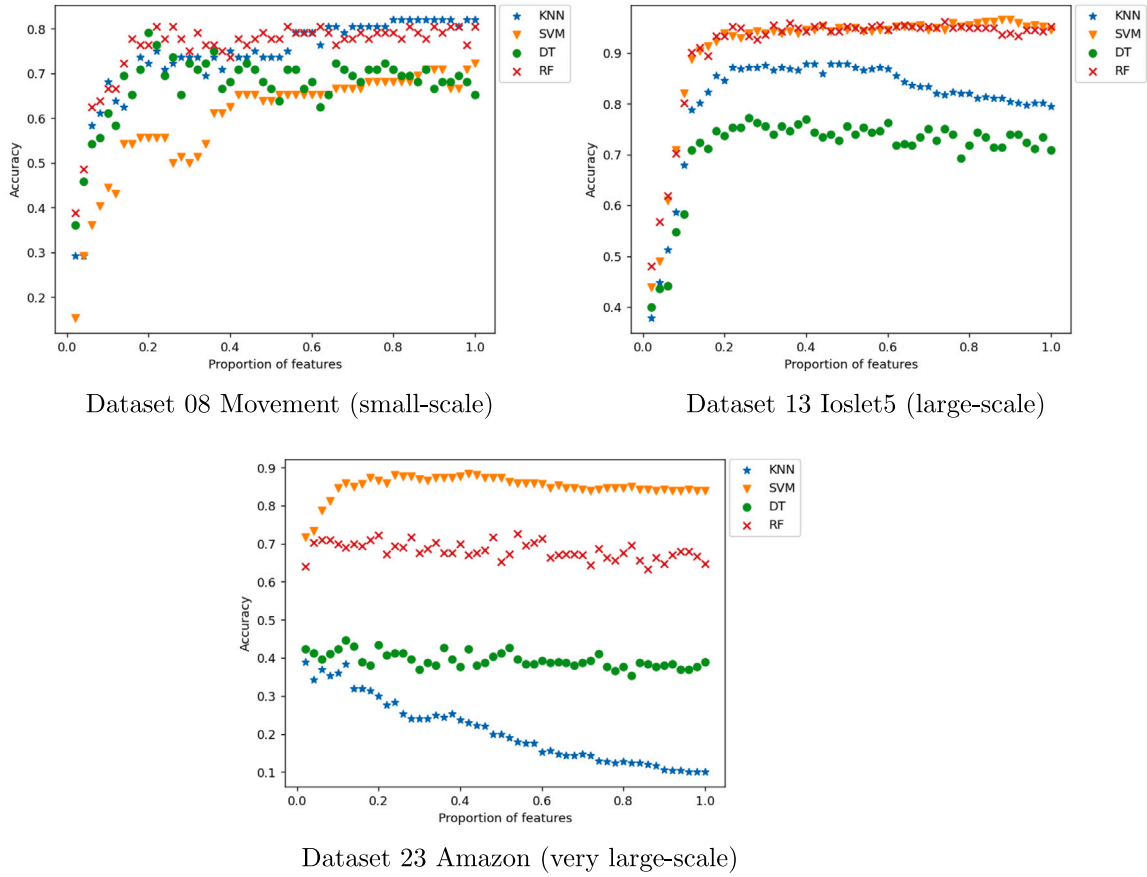 KNN
SVM
DT
RF
Accuracy
0.8
0.7
0.6
0.5
0.4
0.3
0.2
0.0 0.2 0.4 0.6 0.8 1.0
Proportion of features
Dataset 08 Movement (small-scale)
KNN
SVM
DT
RF
Accuracy
0.9
0.8
0.7
0.6
0.5
0.4
0.0 0.2 0.4 0.6 0.8 1.0
Proportion of features
Dataset 13 Ioslet5 (large-scale)
KNN
SVM
DT
RF
Accuracy
0.9
0.8
0.7
0.6
0.5
0.4
0.3
0.2
0.1
0.0 0.2 0.4 0.6 0.8 1.0
Proportion of features
Dataset 23 Amazon (very large-scale)